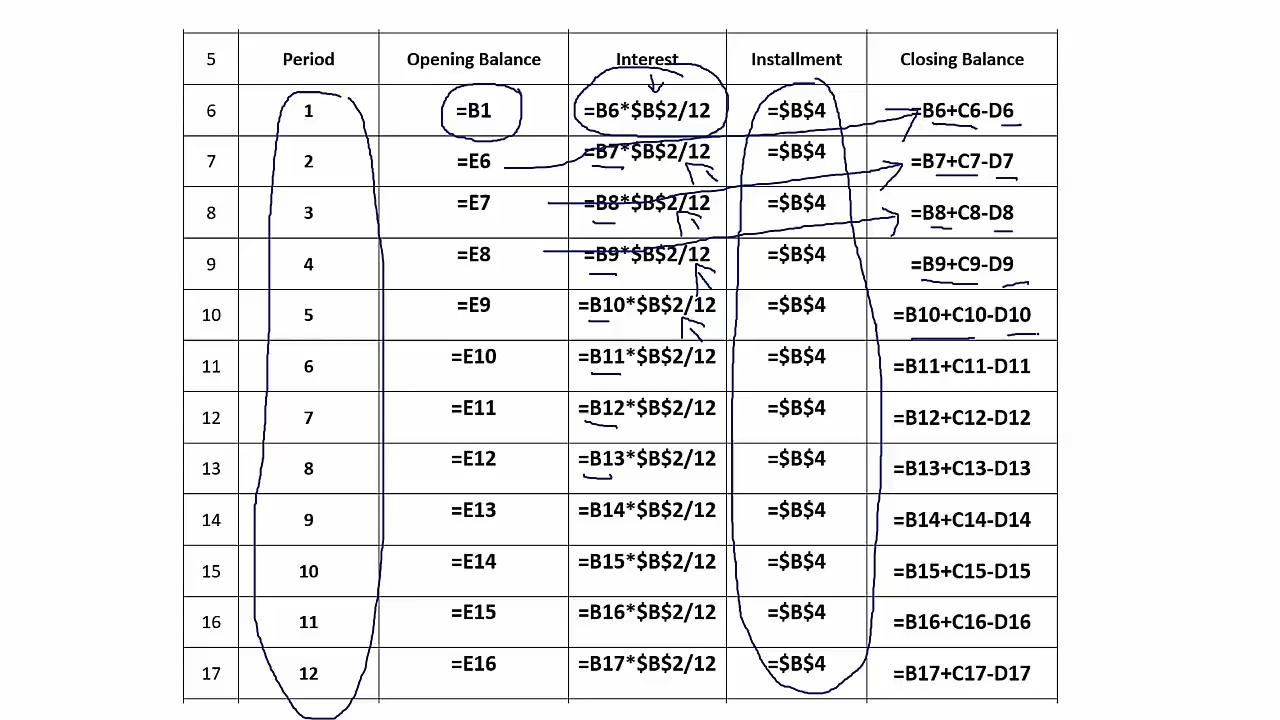 5 Period Opening Balance Interest Installment Closing Balance
6 1 =B1 =B6*$B$2/12 =$B$4 =B6+C6-D6
7 2 =E6 =B7*$B$2/12 =$B$4 =B7+C7-D7
8 3 =E7 =B8*$B$2/12 =$B$4 =B8+C8-D8
9 4 =E8 =B9*$B$2/12 =$B$4 =B9+C9-D9
10 5 =E9 =B10*$B$2/12 =$B$4 =B10+C10-D10
11 6 =E10 =B11*$B$2/12 =$B$4 =B11+C11-D11
12 7 =E11 =B12*$B$2/12 =$B$4 =B12+C12-D12
13 8 =E12 =B13*$B$2/12 =$B$4 =B13+C13-D13
14 9 =E13 =B14*$B$2/12 =$B$4 =B14+C14-D14
15 10 =E14 =B15*$B$2/12 =$B$4 =B15+C15-D15
16 11 =E15 =B16*$B$2/12 =$B$4 =B16+C16-D16
17 12 =E16 =B17*$B$2/12 =$B$4 =B17+C17-D17